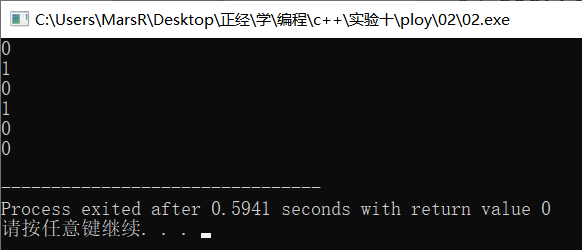 C:\Users\MarsR\Desktop\正经\学\编程\c++\实验十\ploy\02\02.exe
0
1
0
1
0
0
--------------------------------
Process exited after 0.5941 seconds with return value 0
请按任意键继续. . .